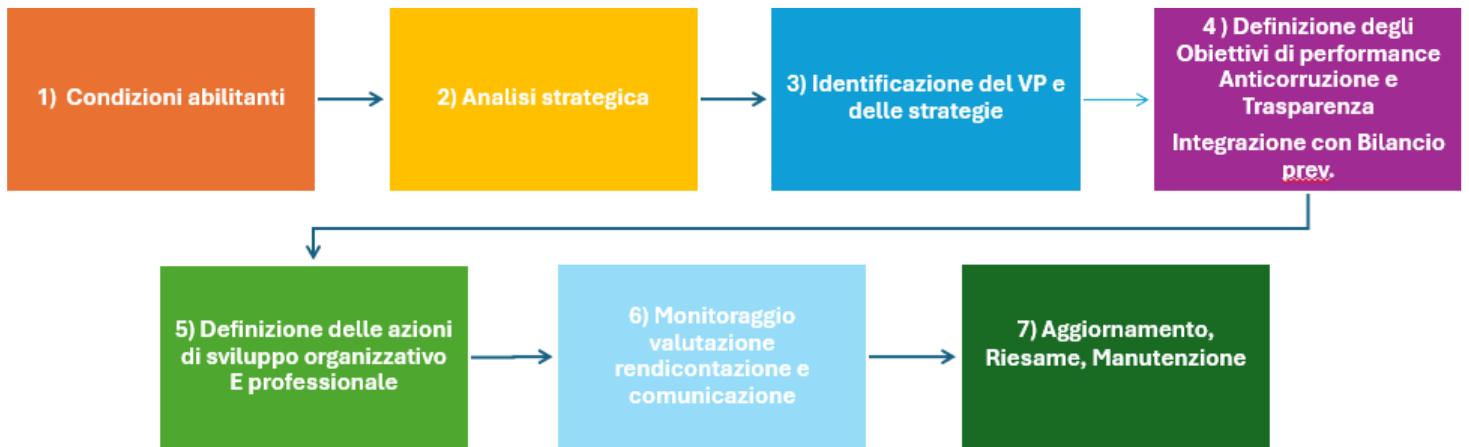 1) Condizioni abilitanti
2) Analisi strategica
3) Identificazione del VP e
delle strategie
4 ) Definizione degli
Obiettivi di performance
Anticorruzione e
Trasparenza
Integrazione con Bilancio
prev.
5) Definizione delle azioni
di sviluppo organizzativo
E professionale
6) Monitoraggio
valutazione
rendicontazione e
comunicazione
7) Aggiornamento,
Riesame, Manutenzione